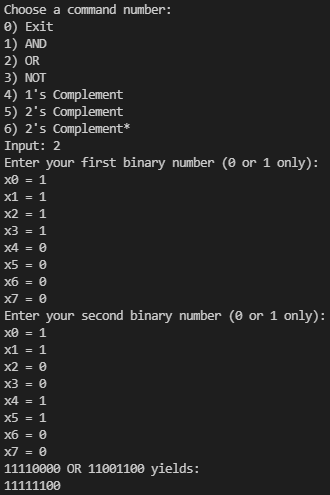 Choose a command number:
0) Exit
1) AND
2) OR
3) NOT
4) 1's Complement
5) 2's Complement
6) 2's Complement*
Input: 2
Enter your first binary number (0 or 1 only):
x0 = 1
x1 = 1
x2 = 1
x3 = 1
x4 = 0
x5 = 0
x6 = 0
x7 = 0
Enter your second binary number (0 or 1 only):
x0 = 1
x1 = 1
x2 = 0
x3 = 0
x4 = 1
x5 = 1
x6 = 0
x7 = 0
11110000 OR 11001100 yields:
11111100